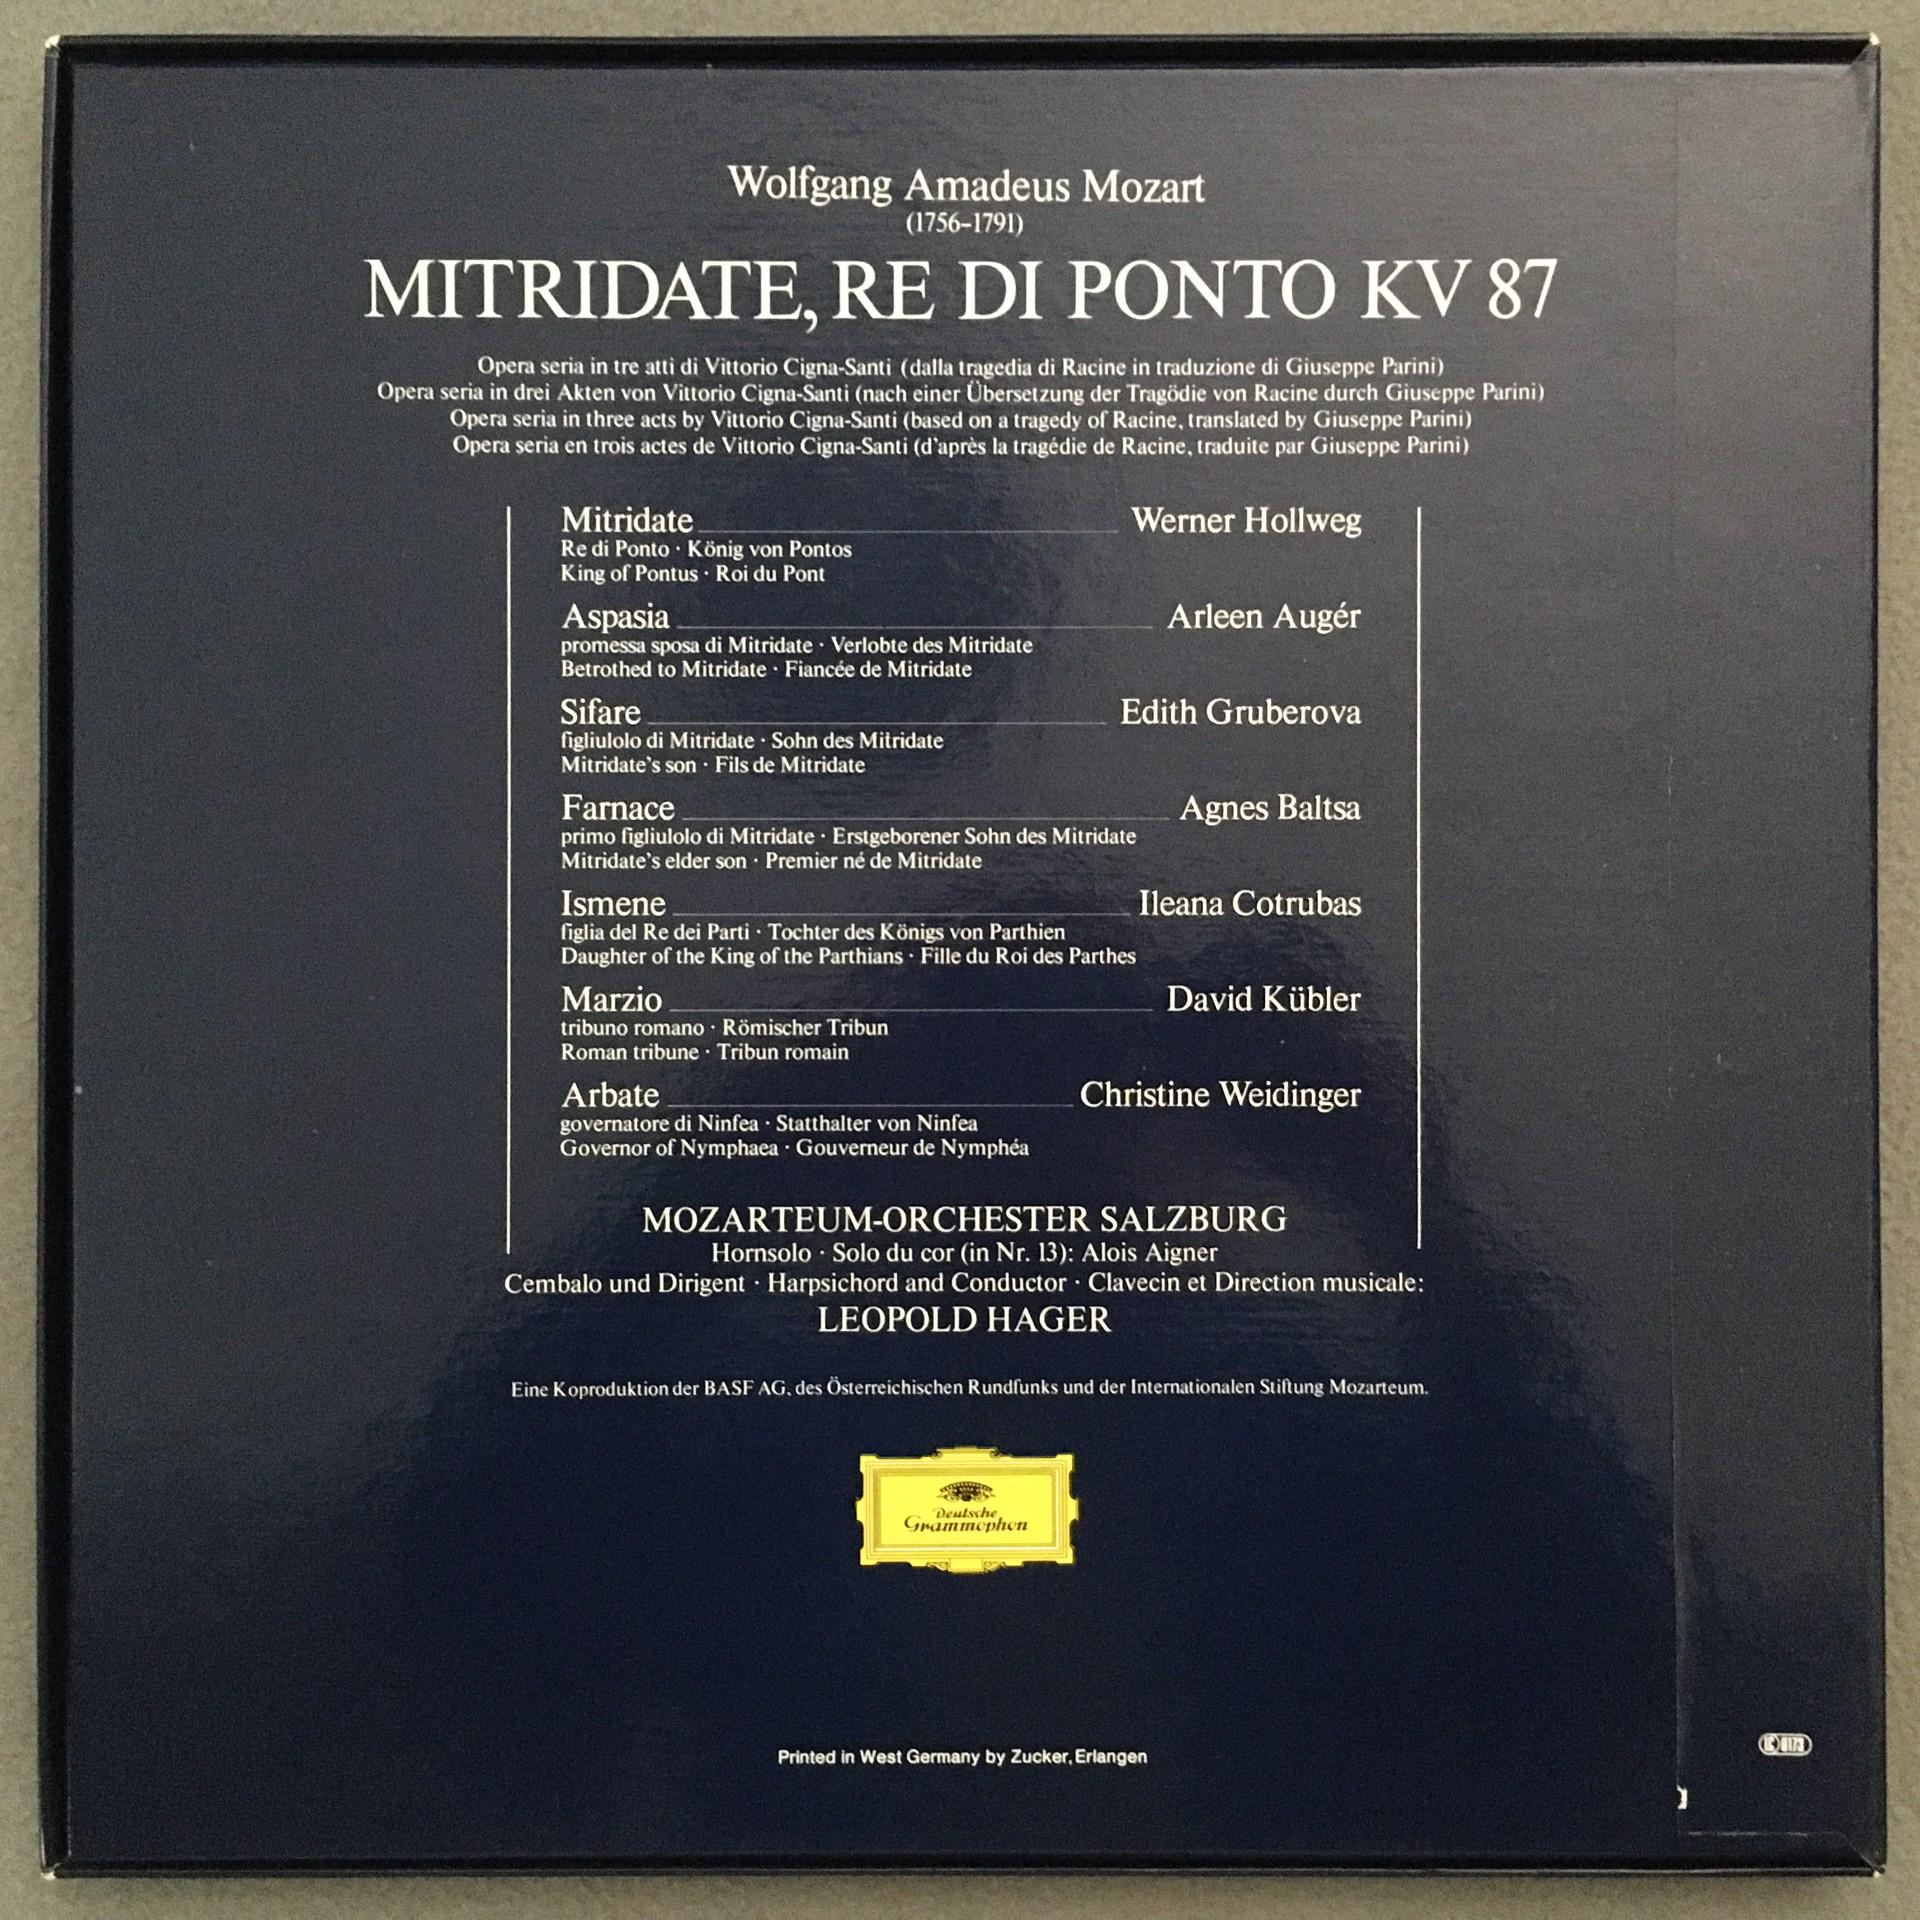 Wolfgang Amadeus Mozart
(1756–1791)
MITRIDATE, RE DI PONTO KV 87
Opera seria in tre atti di Vittorio Cigna-Santi (dalla tragedia di Racine in traduzione di Giuseppe Parini)
Opera seria in drei Akten von Vittorio Cigna-Santi (nach einer Übersetzung der Tragödie von Racine durch Giuseppe Parini)
Opera seria in three acts by Vittorio Cigna-Santi (based on a tragedy of Racine, translated by Giuseppe Parini)
Opera seria en trois actes de Vittorio Cigna-Santi (d'après la tragédie de Racine, traduite par Giuseppe Parini)
Mitridate Werner Hollweg
Re di Ponto · König von Pontos
King of Pontus · Roi du Pont
Aspasia Arleen Augér
promessa sposa di Mitridate · Verlobte des Mitridate
Betrothed to Mitridate · Fiancée de Mitridate
Sifare Edith Gruberova
figliulolo di Mitridate · Sohn des Mitridate
Mitridate's son · Fils de Mitridate
Farnace Agnes Baltsa
primo figliulolo di Mitridate · Erstgeborener Sohn des Mitridate
Mitridate's elder son · Premier né de Mitridate
Ismene Ileana Cotrubas
figlia del Re dei Parti · Tochter des Königs von Parthien
Daughter of the King of the Parthians · Fille du Roi des Parthes
Marzio David Kübler
tribuno romano · Römischer Tribun
Roman tribune · Tribun romain
Arbate Christine Weidinger
governatore di Ninfea · Statthalter von Ninfea
Governor of Nymphaea · Gouverneur de Nymphéa
MOZARTEUM-ORCHESTER SALZBURG
Hornsolo · Solo du cor (in Nr. 13): Alois Aigner
Cembalo und Dirigent · Harpsichord and Conductor · Clavecin et Direction musicale:
LEOPOLD HAGER
Eine Koproduktion der BASF AG, des Österreichischen Rundfunks und der Internationalen Stiftung Mozarteum.
Deutsche
Grammophon
Printed in West Germany by Zucker, Erlangen
LC 0173